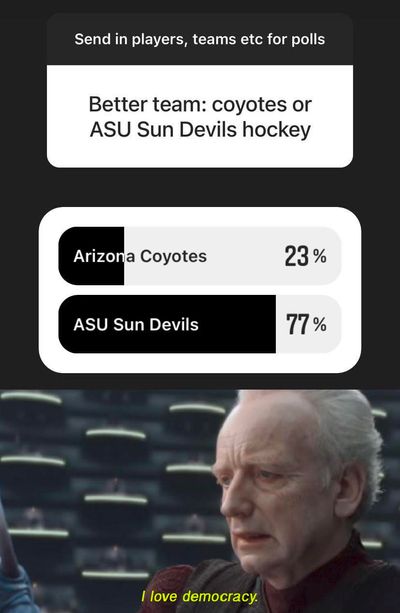 Send in players, teams etc for polls
Better team: coyotes or
ASU Sun Devils hockey
Arizona Coyotes 23%
ASU Sun Devils 77%
I love democracy.